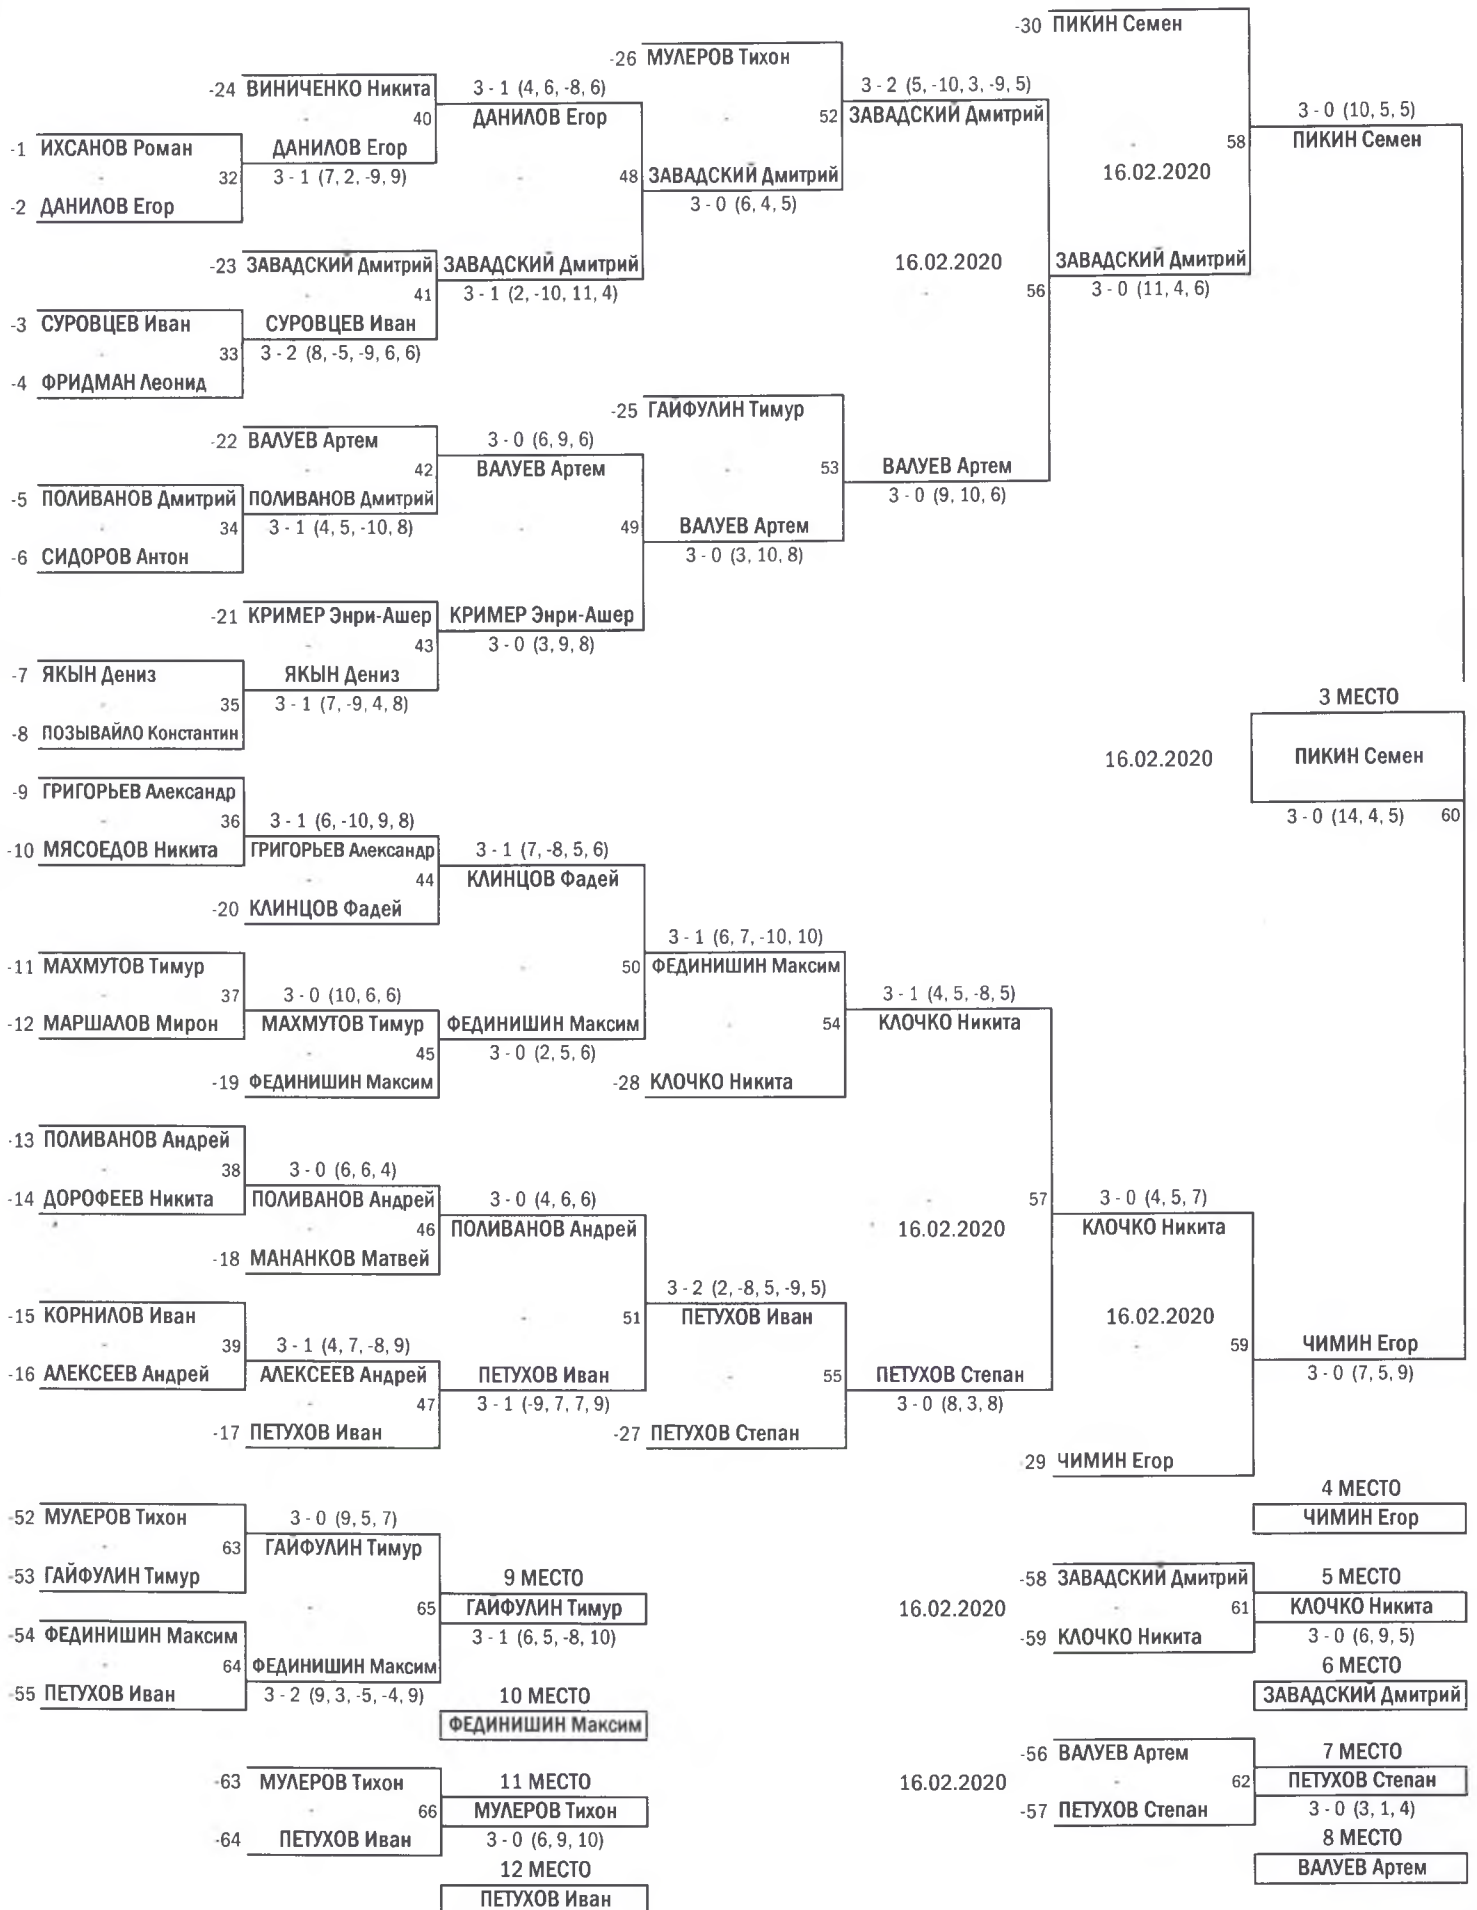 -30 ПИКИН Семен
-26 МУЛЕРОВ Тихон
-24 ВИНИЧЕНКО Никита 3 - 1 (4, 6, -8, 6) 3 - 2 (5, -10, 3, -9, 5)
40 ДАНИЛОВ Егор 52 ЗАВАДСКИЙ Дмитрий 3 - 0 (10, 5, 5)
-1 ИХСАНОВ Роман ДАНИЛОВ Егор 58 ПИКИН Семен
32 3 - 1 (7, 2, -9, 9) 48 ЗАВАДСКИЙ Дмитрий 16.02.2020
-2 ДАНИЛОВ Егор 3 - 0 (6, 4, 5)
-23 ЗАВАДСКИЙ Дмитрий ЗАВАДСКИЙ Дмитрий 16.02.2020 ЗАВАДСКИЙ Дмитрий
41 3 - 1 (2, -10, 11, 4) 56 3 - 0 (11, 4, 6)
-3 СУРОВЦЕВ Иван СУРОВЦЕВ Иван
33 3 - 2 (8, -5, -9, 6, 6)
-4 ФРИДМАН Леонид
-25 ГАЙФУЛИН Тимур
-22 ВАЛУЕВ Артем 3 - 0 (6, 9, 6)
42 ВАЛУЕВ Артем 53 ВАЛУЕВ Артем
-5 ПОЛИВАНОВ Дмитрий ПОЛИВАНОВ Дмитрий 3 - 0 (9, 10, 6)
34 3 - 1 (4, 5, -10, 8) 49 ВАЛУЕВ Артем
-6 СИДОРОВ Антон 3 - 0 (3, 10, 8)
-21 КРИМЕР Энри-Ашер КРИМЕР Энри-Ашер
43 3 - 0 (3, 9, 8)
-7 ЯКЫН Дениз ЯКЫН Дениз
35 3 - 1 (7, -9, 4, 8) 3 МЕСТО
-8 ПОЗЫВАЙЛО Константин
16.02.2020 ПИКИН Семен
-9 ГРИГОРЬЕВ Александр
36 3 - 1 (6, -10, 9, 8) 3 - 0 (14, 4, 5) 60
-10 МЯСОЕДОВ Никита ГРИГОРЬЕВ Александр 3 - 1 (7, -8, 5, 6)
44 КЛИНЦОВ Фадей
-20 КЛИНЦОВ Фадей
3 - 1 (6, 7, -10, 10)
-11 МАХМУТОВ Тимур 50 ФЕДИНИШИН Максим
37 3 - 0 (10, 6, 6) 3 - 1 (4, 5, -8, 5)
-12 МАРШАЛОВ Мирон МАХМУТОВ Тимур ФЕДИНИШИН Максим 54 КЛОЧКО Никита
45 3 - 0 (2, 5, 6)
-19 ФЕДИНИШИН Максим -28 КЛОЧКО Никита
-13 ПОЛИВАНОВ Андрей
38 3 - 0 (6, 6, 4)
-14 ДОРОФЕЕВ Никита ПОЛИВАНОВ Андрей 3 - 0 (4, 6, 6) 57 3 - 0 (4, 5, 7)
46 ПОЛИВАНОВ Андрей 16.02.2020 КЛОЧКО Никита
-18 МАНАНКОВ Матвей
3 - 2 (2, -8, 5, -9, 5)
-15 КОРНИЛОВ Иван 51 ПЕТУХОВ Иван 16.02.2020
39 3 - 1 (4, 7, -8, 9) 59 ЧИМИН Егор
-16 АЛЕКСЕЕВ Андрей АЛЕКСЕЕВ Андрей ПЕТУХОВ Иван 55 ПЕТУХОВ Степан 3 - 0 (7, 5, 9)
47 3 - 1 (-9, 7, 7, 9) 3 - 0 (8, 3, 8)
-17 ПЕТУХОВ Иван -27 ПЕТУХОВ Степан
-29 ЧИМИН Егор
4 МЕСТО
-52 МУЛЕРОВ Тихон 3 - 0 (9, 5, 7) ЧИМИН Егор
63 ГАЙФУЛИН Тимур
-53 ГАЙФУЛИН Тимур 9 МЕСТО -58 ЗАВАДСКИЙ Дмитрий 5 МЕСТО
65 ГАЙФУЛИН Тимур 16.02.2020 61 КЛОЧКО Никита
-54 ФЕДИНИШИН Максим 3 - 1 (6, 5, -8, 10) -59 КЛОЧКО Никита 3 - 0 (6, 9, 5)
64 ФЕДИНИШИН Максим 6 МЕСТО
-55 ПЕТУХОВ Иван 3 - 2 (9, 3, -5, -4, 9) 10 МЕСТО ЗАВАДСКИЙ Дмитрий
ФЕДИНИШИН Максим
-56 ВАЛУЕВ Артем 7 МЕСТО
-63 МУЛЕРОВ Тихон 11 МЕСТО 16.02.2020 62 ПЕТУХОВ Степан
66 МУЛЕРОВ Тихон -57 ПЕТУХОВ Степан 3 - 0 (3, 1, 4)
-64 ПЕТУХОВ Иван 3 - 0 (6, 9, 10) 8 МЕСТО
12 МЕСТО ВАЛУЕВ Артем
ПЕТУХОВ Иван